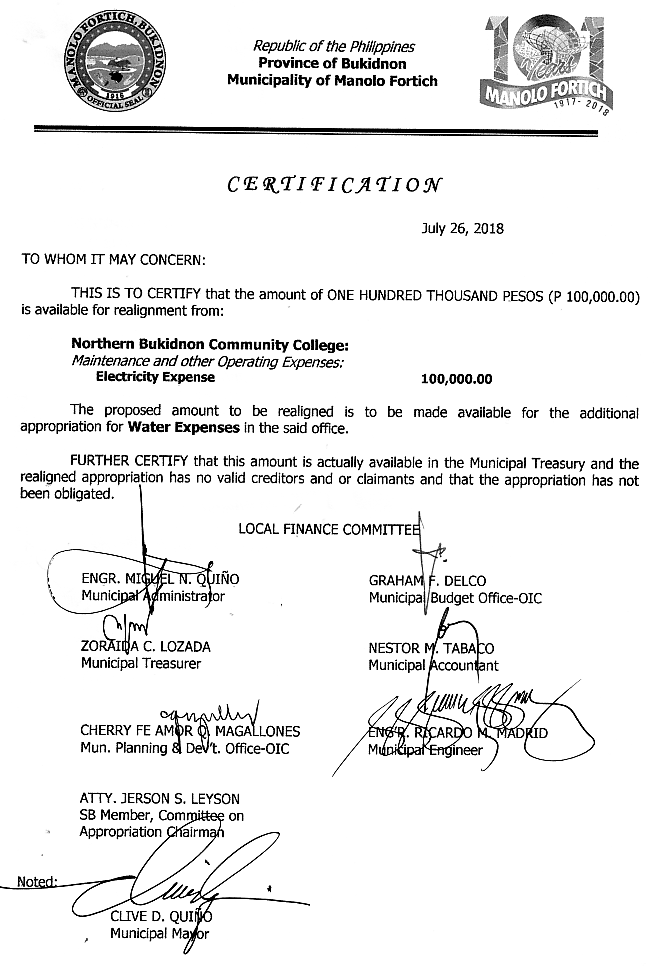 MANOLO FORTICH, BUKIDNON
1916
OFFICIAL SEAL
Republic of the Philippines
Province of Bukidnon
Municipality of Manolo Fortich
101
Years
MANOLO FORTICH
1917-2018
CERTIFICATION
July 26, 2018
TO WHOM IT MAY CONCERN:
THIS IS TO CERTIFY that the amount of ONE HUNDRED THOUSAND PESOS (P 100,000.00)
is available for realignment from:
Northern Bukidnon Community College:
Maintenance and other Operating Expenses:
Electricity Expense 100,000.00
The proposed amount to be realigned is to be made available for the additional
appropriation for Water Expenses in the said office.
FURTHER CERTIFY that this amount is actually available in the Municipal Treasury and the
realigned appropriation has no valid creditors and or claimants and that the appropriation has not
been obligated.
LOCAL FINANCE COMMITTEE
ENGR. MIGUEL N. QUIÑO GRAHAM F. DELCO
Municipal Administrator Municipal Budget Office-OIC
ZORAIDA C. LOZADA NESTOR M. TABACO
Municipal Treasurer Municipal Accountant
CHERRY FE AMOR O. MAGALLONES ENG'R. RICARDO M. MADRID
Mun. Planning & Dev't. Office-OIC Municipal Engineer
ATTY. JERSON S. LEYSON
SB Member, Committee on
Appropriation Chairman
Noted:
CLIVE D. QUIÑO
Municipal Mayor